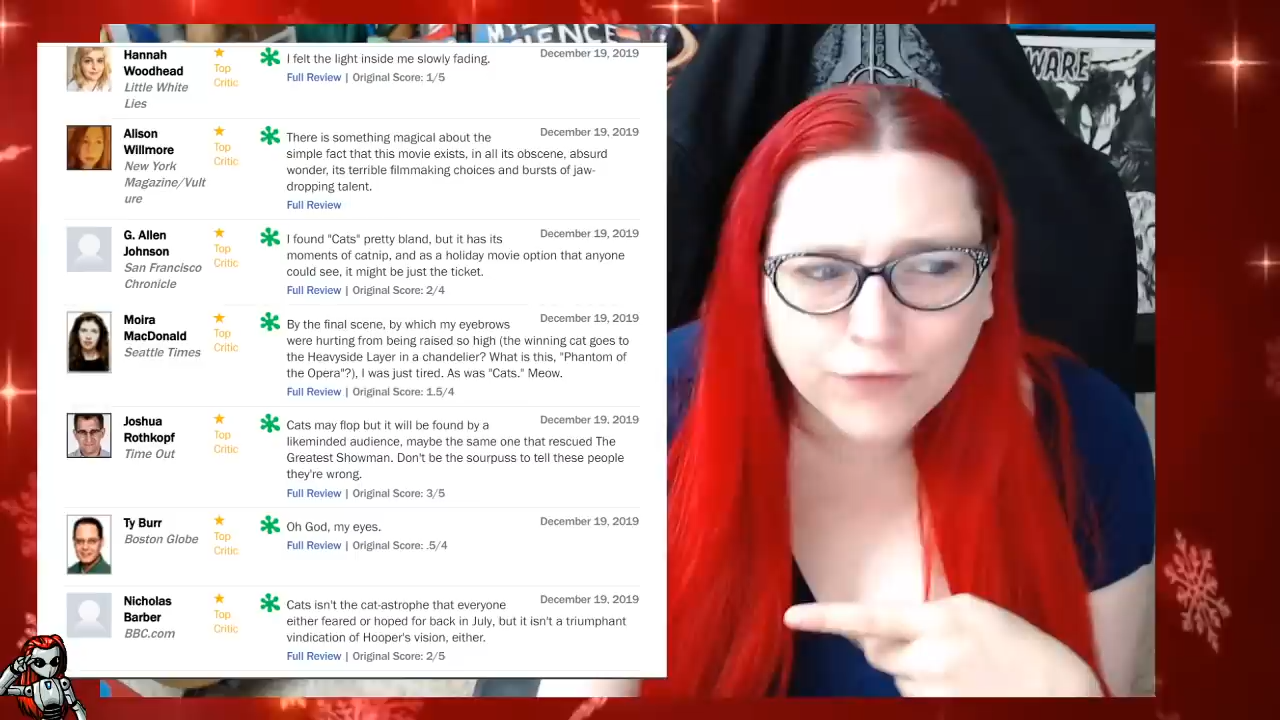 MY
SCIENCE
WARE
Hannah Woodhead
Little White Lies
Top Critic
December 19, 2019
I felt the light inside me slowly fading.
Full Review | Original Score: 1/5
Alison Willmore
New York Magazine/Vulture
Top Critic
December 19, 2019
There is something magical about the
simple fact that this movie exists, in all its obscene, absurd
wonder, its terrible filmmaking choices and bursts of jaw-
dropping talent.
Full Review
G. Allen Johnson
San Francisco Chronicle
Top Critic
December 19, 2019
I found "Cats" pretty bland, but it has its
moments of catnip, and as a holiday movie option that anyone
could see, it might be just the ticket.
Full Review | Original Score: 2/4
Moira MacDonald
Seattle Times
Top Critic
December 19, 2019
By the final scene, by which my eyebrows
were hurting from being raised so high (the winning cat goes to
the Heavyside Layer in a chandelier? What is this, "Phantom of
the Opera"?), I was just tired. As was "Cats." Meow.
Full Review | Original Score: 1.5/4
Joshua Rothkopf
Time Out
Top Critic
December 19, 2019
Cats may flop but it will be found by a
likeminded audience, maybe the same one that rescued The
Greatest Showman. Don't be the sourpuss to tell these people
they're wrong.
Full Review | Original Score: 3/5
Ty Burr
Boston Globe
Top Critic
December 19, 2019
Oh God, my eyes.
Full Review | Original Score: .5/4
Nicholas Barber
BBC.com
Top Critic
December 19, 2019
Cats isn't the cat-astrophe that everyone
either feared or hoped for back in July, but it isn't a triumphant
vindication of Hooper's vision, either.
Full Review | Original Score: 2/5